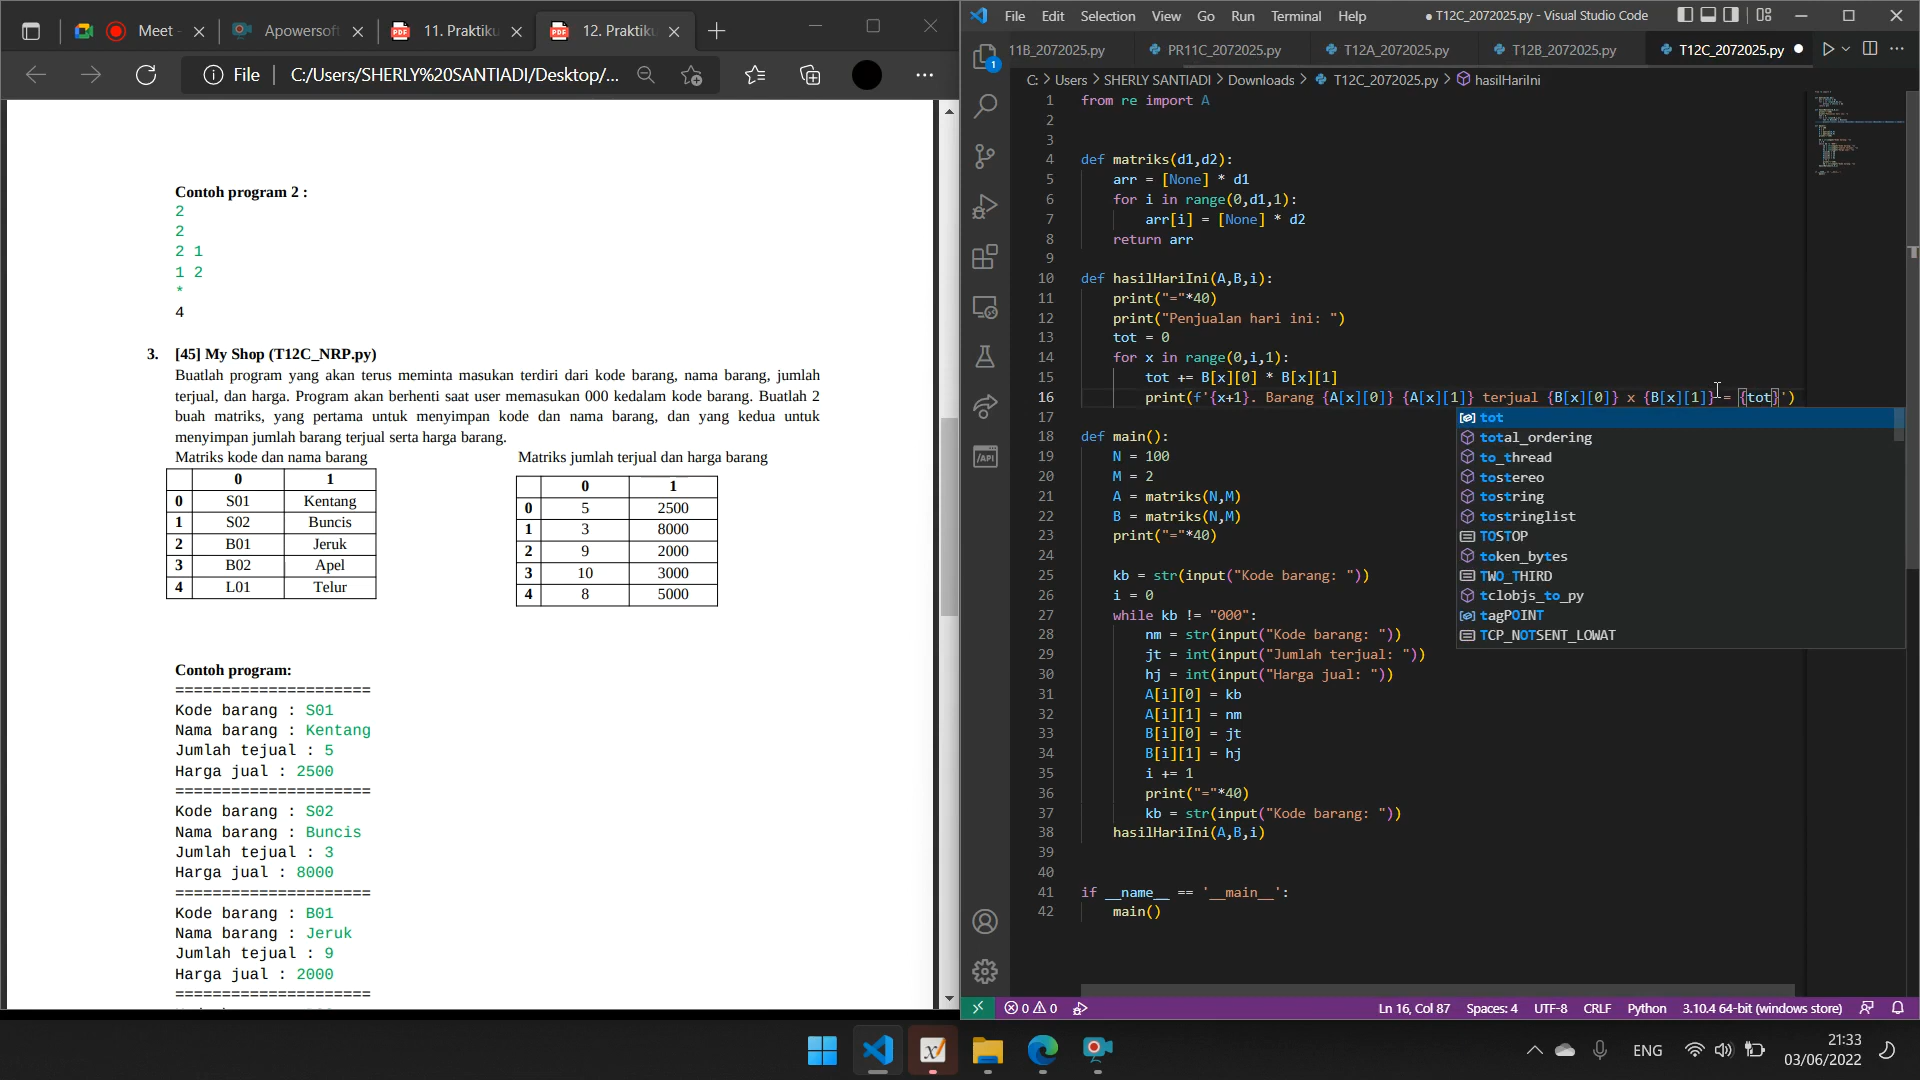 Meet
Apowersoft
11. Praktiku
12. Praktiku
File
C:/Users/SHERLY%20SANTIADI/Desktop/...
Contoh program 2 :
2
2
2 1
1 2
*
4
3. [45] My Shop (T12C_NRP.py)
Buatlah program yang akan terus meminta masukan terdiri dari kode barang, nama barang, jumlah
terjual, dan harga. Program akan berhenti saat user memasukan 000 kedalam kode barang. Buatlah 2
buah matriks, yang pertama untuk menyimpan kode dan nama barang, dan yang kedua untuk
menyimpan jumlah barang terjual serta harga barang.
Matriks kode dan nama barang
0 1
0 S01 Kentang
1 S02 Buncis
2 B01 Jeruk
3 B02 Apel
4 L01 Telur
Matriks jumlah terjual dan harga barang
0 1
0 5 2500
1 3 8000
2 9 2000
3 10 3000
4 8 5000
Contoh program:
=====================
Kode barang : S01
Nama barang : Kentang
Jumlah tejual : 5
Harga jual : 2500
=====================
Kode barang : S02
Nama barang : Buncis
Jumlah tejual : 3
Harga jual : 8000
=====================
Kode barang : B01
Nama barang : Jeruk
Jumlah tejual : 9
Harga jual : 2000
=====================
File Edit Selection View Go Run Terminal Help
● T12C_2072025.py - Visual Studio Code
11B_2072025.py
PR11C_2072025.py
T12A_2072025.py
T12B_2072025.py
T12C_2072025.py
C: > Users > SHERLY SANTIADI > Downloads > T12C_2072025.py > hasilHariIni
1 from re import A
2
3
4 def matriks(d1,d2):
5 arr = [None] * d1
6 for i in range(0,d1,1):
7 arr[i] = [None] * d2
8 return arr
9
10 def hasilHariIni(A,B,i):
11 print("="*40)
12 print("Penjualan hari ini: ")
13 tot = 0
14 for x in range(0,i,1):
15 tot += B[x][0] * B[x][1]
16 print(f'{x+1}. Barang {A[x][0]} {A[x][1]} terjual {B[x][0]} x {B[x][1]} = {tot}')
17
18 def main():
19 N = 100
20 M = 2
21 A = matriks(N,M)
22 B = matriks(N,M)
23 print("="*40)
24
25 kb = str(input("Kode barang: "))
26 i = 0
27 while kb != "000":
28 nm = str(input("Kode barang: "))
29 jt = int(input("Jumlah terjual: "))
30 hj = int(input("Harga jual: "))
31 A[i][0] = kb
32 A[i][1] = nm
33 B[i][0] = jt
34 B[i][1] = hj
35 i += 1
36 print("="*40)
37 kb = str(input("Kode barang: "))
38 hasilHariIni(A,B,i)
39
40
41 if __name__ == '__main__':
42 main()
tot
total_ordering
to_thread
tostereo
tostring
tostringlist
TOSTOP
token_bytes
TWO_THIRD
tclobjs_to_py
tagPOINT
TCP_NOTSENT_LOWAT
1
/API
0 0
Ln 16, Col 87
Spaces: 4
UTF-8
CRLF
Python
3.10.4 64-bit (windows store)
ENG
21:33
03/06/2022